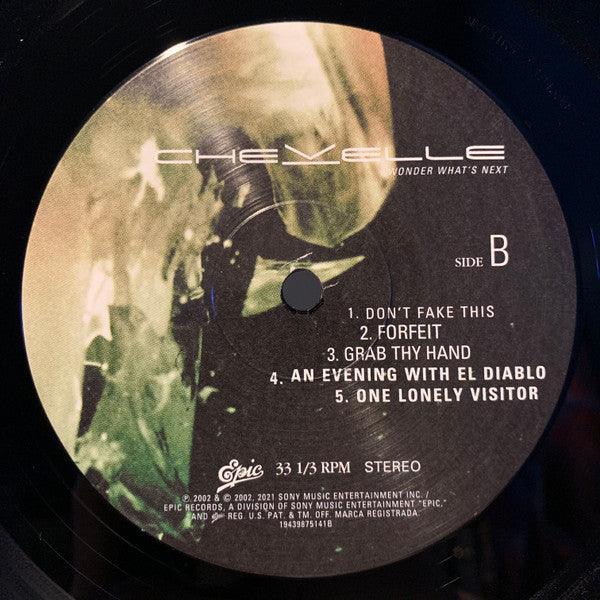 CHEVELLE
WONDER WHAT'S NEXT
SIDE B
1. DON'T FAKE THIS
2. FORFEIT
3. GRAB THY HAND
4. AN EVENING WITH EL DIABLO
5. ONE LONELY VISITOR
Epic 33 1/3 RPM STEREO
℗ 2002 & © 2002, 2021 SONY MUSIC ENTERTAINMENT INC. /
EPIC RECORDS, A DIVISION OF SONY MUSIC ENTERTAINMENT "EPIC,"
AND Epic REG. U.S. PAT. & TM. OFF. MARCA REGISTRADA.
19439875141B